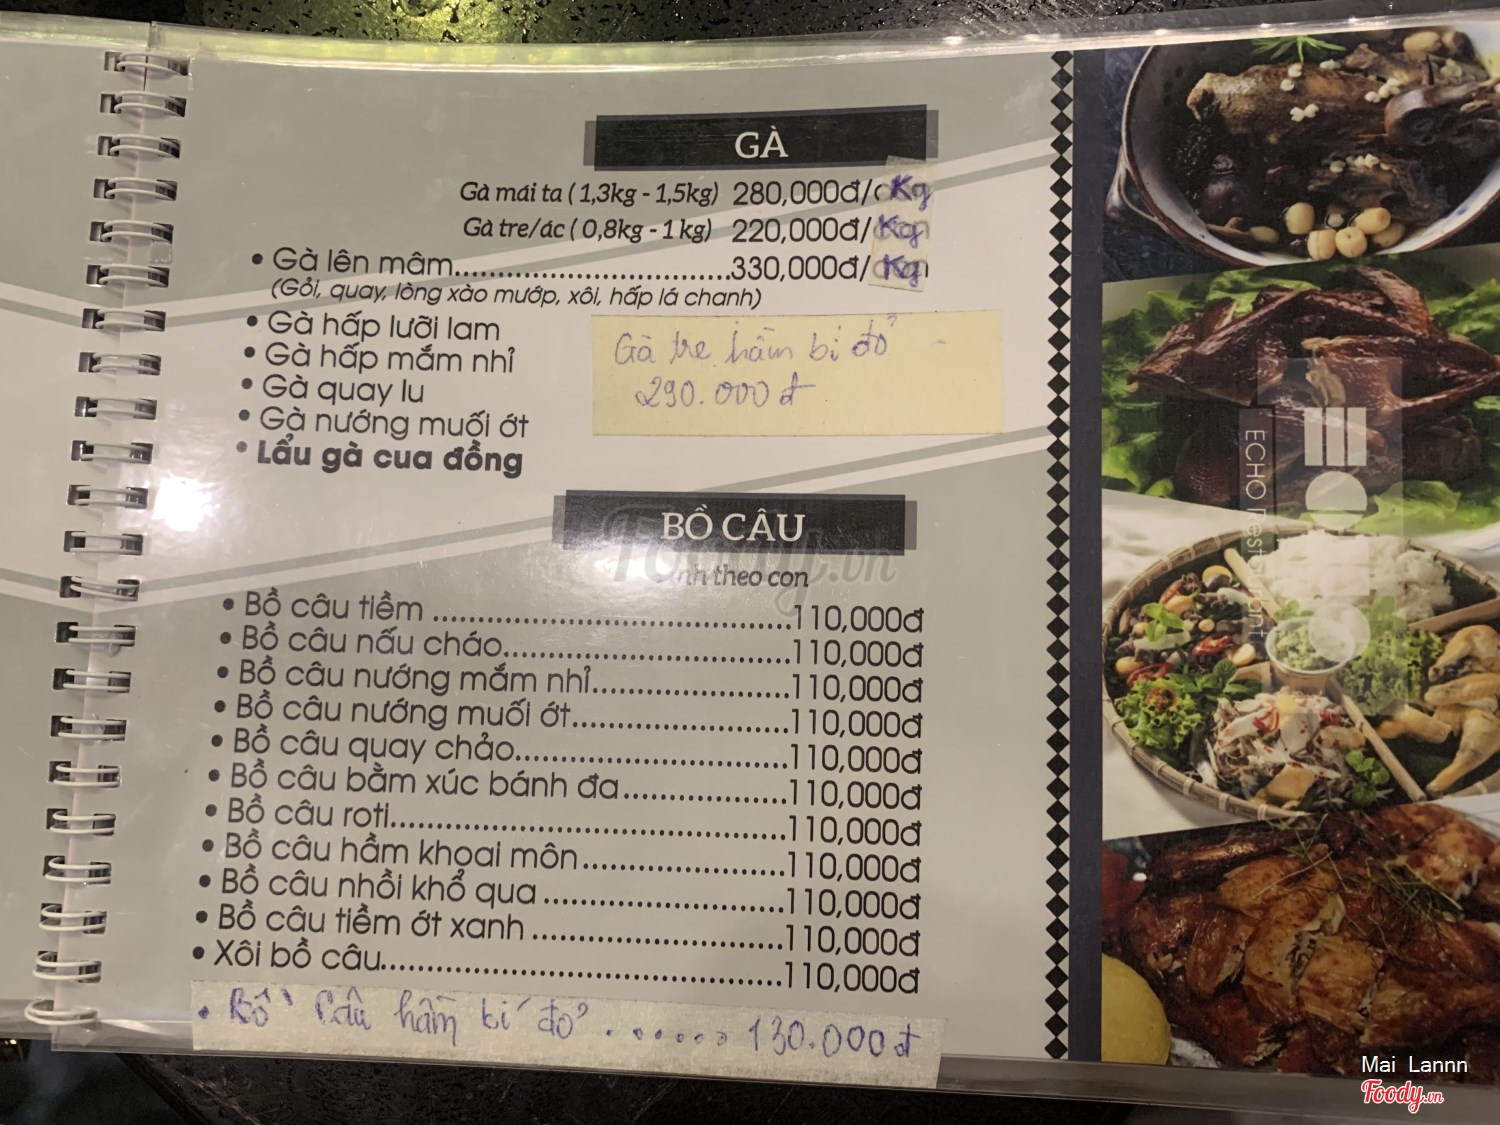 GÀ
Gà mái ta ( 1,3kg - 1,5kg) 280,000đ/ Kg
Gà tre/ác ( 0,8kg - 1 kg) 220,000đ/ Kg
• Gà lên mâm..............................330,000đ/ Kg
(Gỏi, quay, lòng xào mướp, xôi, hấp lá chanh)
• Gà hấp lưỡi lam
• Gà hấp mắm nhỉ
• Gà quay lu
• Gà nướng muối ớt
• Lẩu gà cua đồng
Gà tre hầm bí đỏ
290.000đ
BỒ CÂU
theo con
• Bồ câu tiềm .......................................110,000đ
• Bồ câu nấu cháo...............................110,000đ
• Bồ câu nướng mắm nhỉ.....................110,000đ
• Bồ câu nướng muối ớt.......................110,000đ
• Bồ câu quay chảo..............................110,000đ
• Bồ câu bằm xúc bánh đa..................110,000đ
• Bồ câu roti...........................................110,000đ
• Bồ câu hầm khoai môn......................110,000đ
• Bồ câu nhồi khổ qua..........................110,000đ
• Bồ câu tiềm ớt xanh...........................110,000đ
• Xôi bồ câu...........................................110,000đ
• Bồ câu hầm bí đỏ . . . . . . . 130.000đ
ECHO Restaurant
Foody.vn
Mai Lannn
Foody.vn